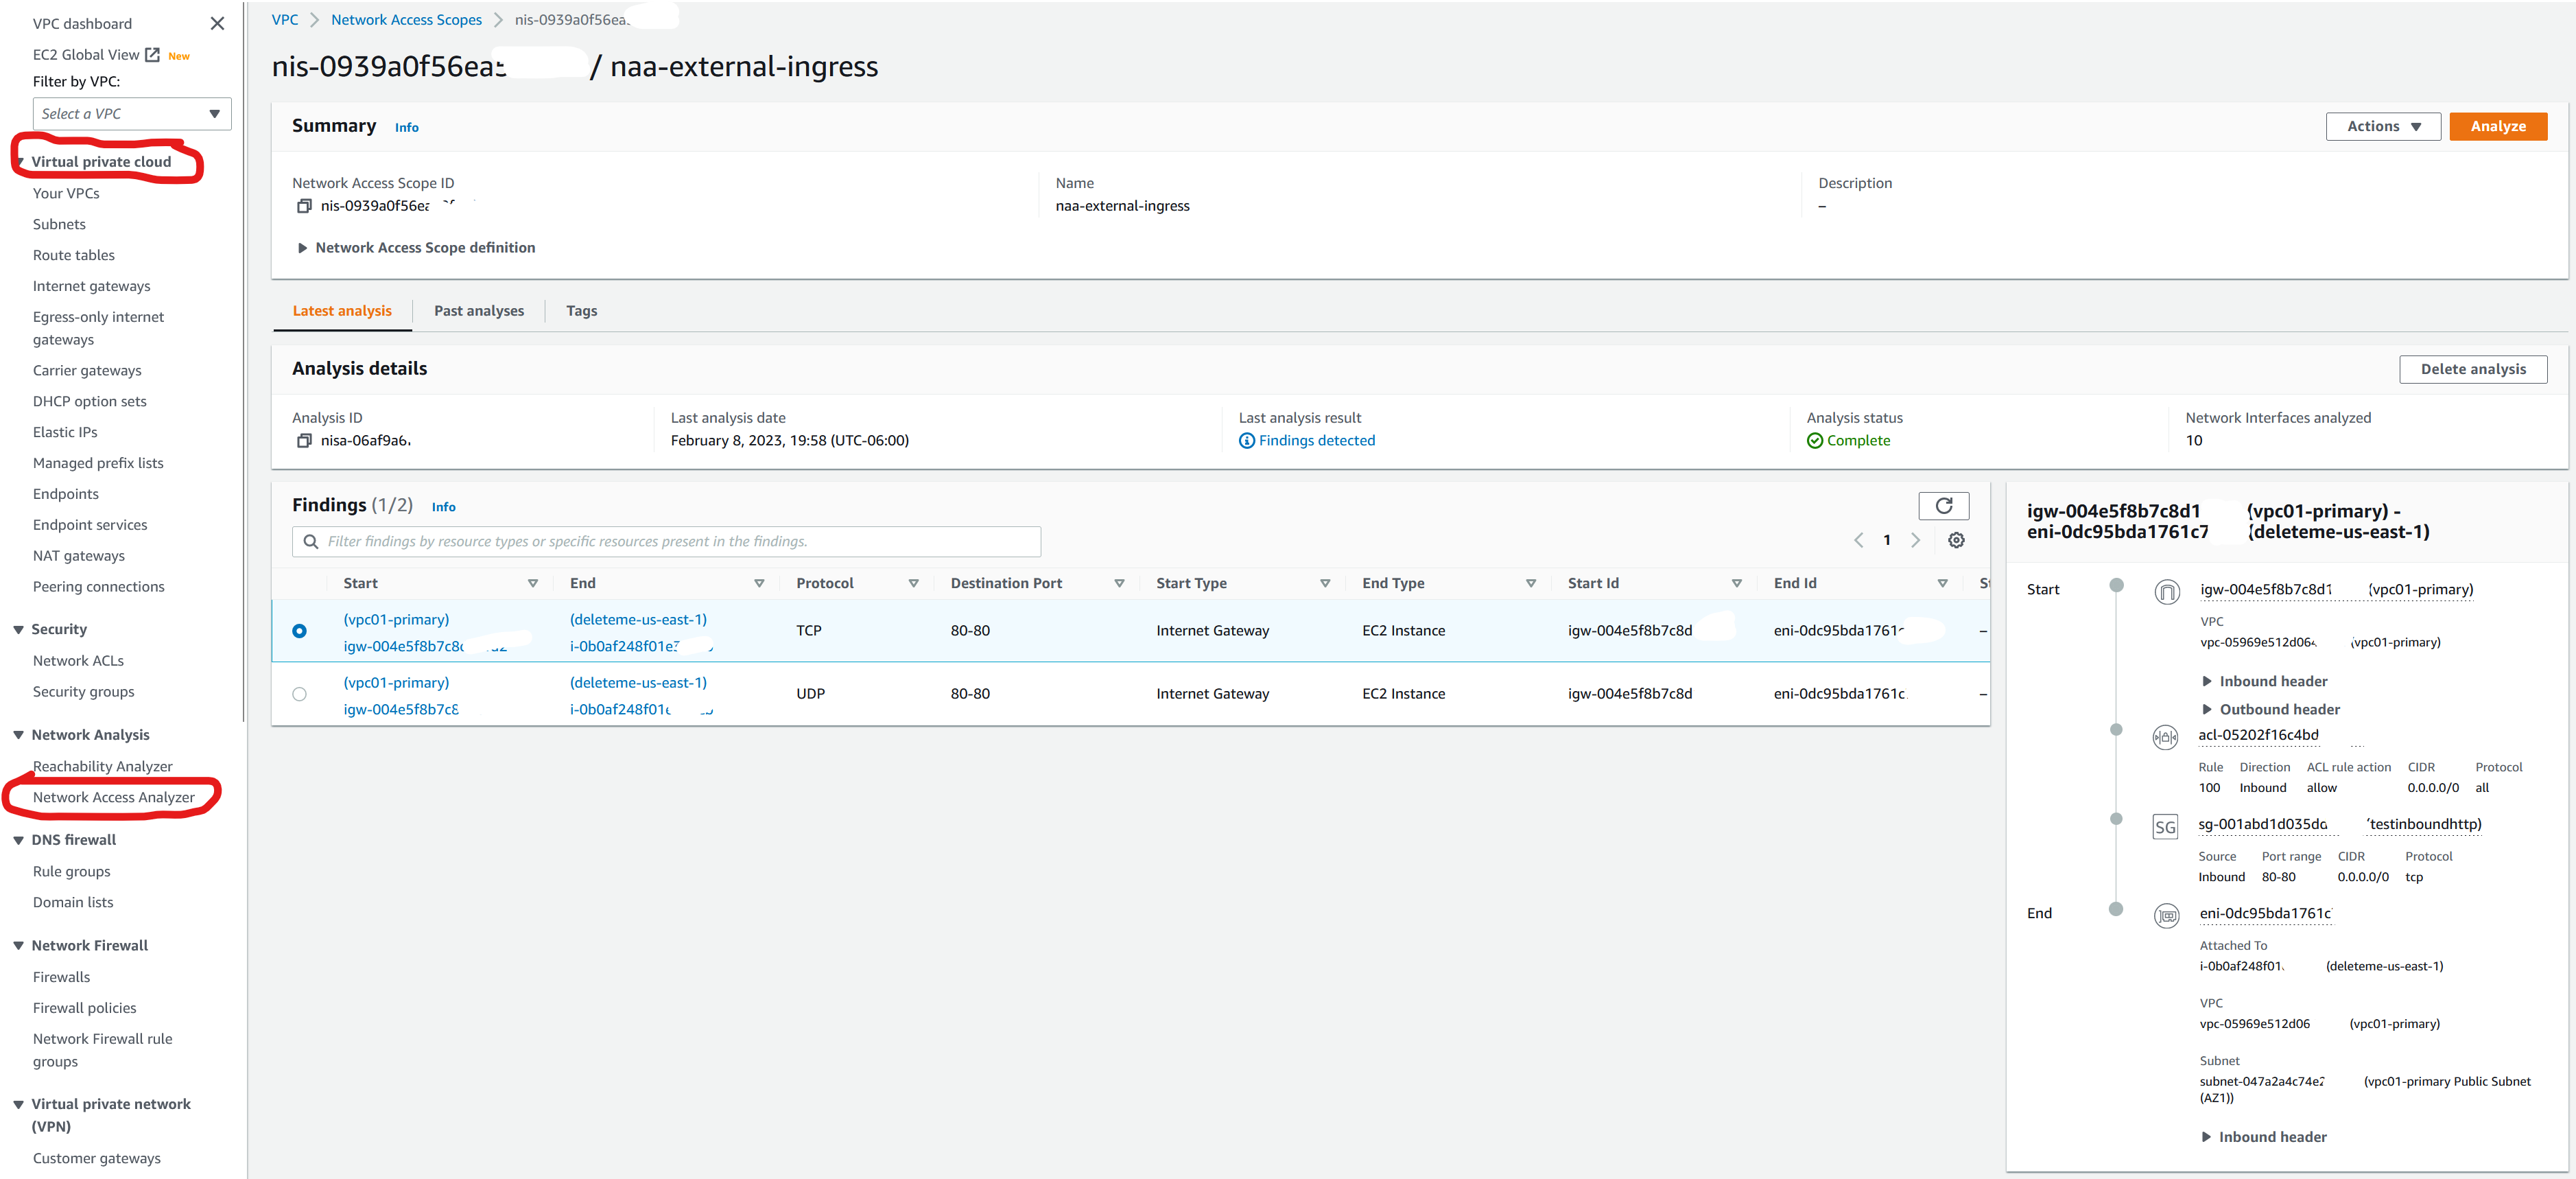 VPC dashboard
EC2 Global View New
Filter by VPC:
Select a VPC
Virtual private cloud
Your VPCs
Subnets
Route tables
Internet gateways
Egress-only internet
gateways
Carrier gateways
DHCP option sets
Elastic IPs
Managed prefix lists
Endpoints
Endpoint services
NAT gateways
Peering connections
Security
Network ACLs
Security groups
Network Analysis
Reachability Analyzer
Network Access Analyzer
DNS firewall
Rule groups
Domain lists
Network Firewall
Firewalls
Firewall policies
Network Firewall rule
groups
Virtual private network
(VPN)
Customer gateways
VPC > Network Access Scopes > nis-0939a0f56ea
nis-0939a0f56ea / naa-external-ingress
Summary Info
Actions
Analyze
Network Access Scope ID
nis-0939a0f56ea
Name
naa-external-ingress
Description
–
Network Access Scope definition
Latest analysis Past analyses Tags
Analysis details
Delete analysis
Analysis ID
nisa-06af9a6
Last analysis date
February 8, 2023, 19:58 (UTC-06:00)
Last analysis result
Findings detected
Analysis status
Complete
Network Interfaces analyzed
10
Findings (1/2) Info
Filter findings by resource types or specific resources present in the findings.
1
Start End Protocol Destination Port Start Type End Type Start Id End Id
(vpc01-primary) (deleteme-us-east-1)
igw-004e5f8b7c8 i-0b0af248f01e TCP 80-80 Internet Gateway EC2 Instance igw-004e5f8b7c8d eni-0dc95bda1761 –
(vpc01-primary) (deleteme-us-east-1)
igw-004e5f8b7c8 i-0b0af248f01 UDP 80-80 Internet Gateway EC2 Instance igw-004e5f8b7c8d eni-0dc95bda1761c –
igw-004e5f8b7c8d1 (vpc01-primary) -
eni-0dc95bda1761c7 (deleteme-us-east-1)
Start
igw-004e5f8b7c8d1 (vpc01-primary)
VPC
vpc-05969e512d06 (vpc01-primary)
Inbound header
Outbound header
acl-05202f16c4bd
Rule Direction ACL rule action CIDR Protocol
100 Inbound allow 0.0.0.0/0 all
SG
sg-001abd1d035d testinboundhttp)
Source Port range CIDR Protocol
Inbound 80-80 0.0.0.0/0 tcp
End
eni-0dc95bda1761c
Attached To
i-0b0af248f01 (deleteme-us-east-1)
VPC
vpc-05969e512d06 (vpc01-primary)
Subnet
subnet-047a2a4c74e2 (vpc01-primary Public Subnet
(AZ1))
Inbound header